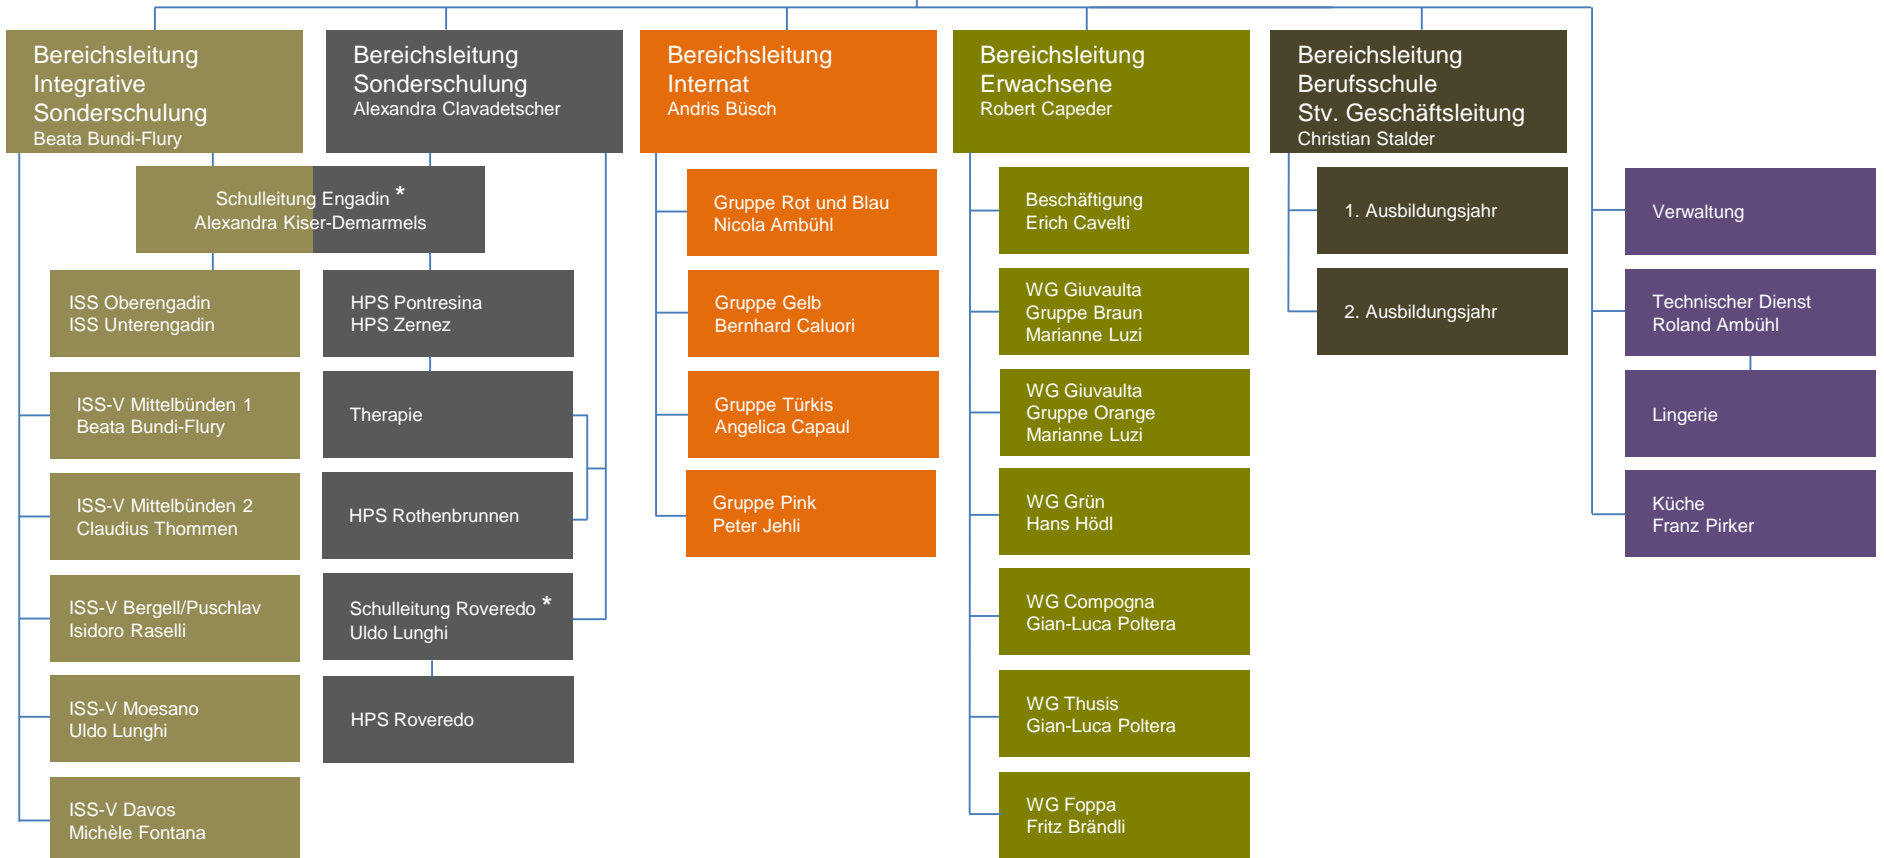 Bereichsleitung
Integrative
Sonderschulung
Beata Bundi-Flury
Bereichsleitung
Sonderschulung
Alexandra Clavadetscher
Bereichsleitung
Internat
Andris Büsch
Bereichsleitung
Erwachsene
Robert Capeder
Bereichsleitung
Berufsschule
Stv. Geschäftsleitung
Christian Stalder
Schulleitung Engadin *
Alexandra Kiser-Demarmels
ISS Oberengadin
ISS Unterengadin
ISS-V Mittelbünden 1
Beata Bundi-Flury
ISS-V Mittelbünden 2
Claudius Thommen
ISS-V Bergell/Puschlav
Isidoro Raselli
ISS-V Moesano
Uldo Lunghi
ISS-V Davos
Michèle Fontana
HPS Pontresina
HPS Zernez
Therapie
HPS Rothenbrunnen
Schulleitung Roveredo *
Uldo Lunghi
HPS Roveredo
Gruppe Rot und Blau
Nicola Ambühl
Gruppe Gelb
Bernhard Caluori
Gruppe Türkis
Angelica Capaul
Gruppe Pink
Peter Jehli
Beschäftigung
Erich Cavelti
WG Giuvaulta
Gruppe Braun
Marianne Luzi
WG Giuvaulta
Gruppe Orange
Marianne Luzi
WG Grün
Hans Hödl
WG Compogna
Gian-Luca Poltera
WG Thusis
Gian-Luca Poltera
WG Foppa
Fritz Brändli
1. Ausbildungsjahr
2. Ausbildungsjahr
Verwaltung
Technischer Dienst
Roland Ambühl
Lingerie
Küche
Franz Pirker